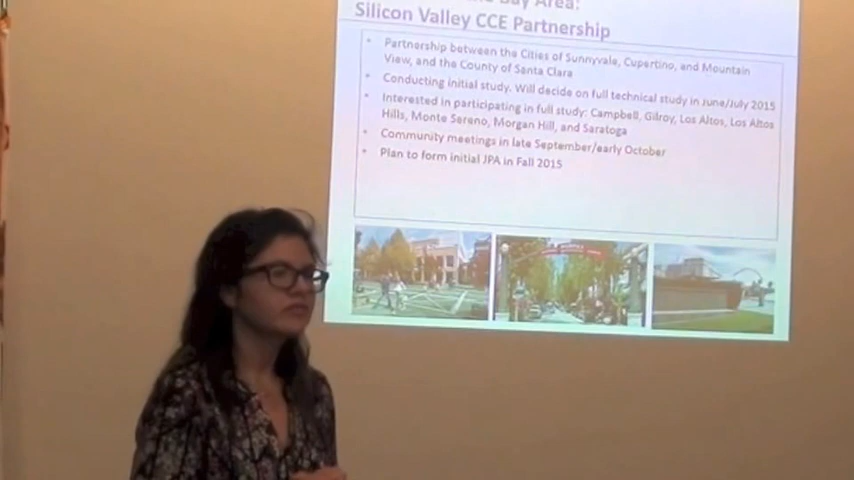 Bay Area:
Silicon Valley CCE Partnership
• Partnership between the Cities of Sunnyvale, Cupertino, and Mountain
View, and the County of Santa Clara
• Conducting initial study. Will decide on full technical study in June/July 2015
• Interested in participating in full study: Campbell, Gilroy, Los Altos, Los Altos
Hills, Monte Sereno, Morgan Hill, and Saratoga
• Community meetings in late September/early October
• Plan to form initial JPA in Fall 2015